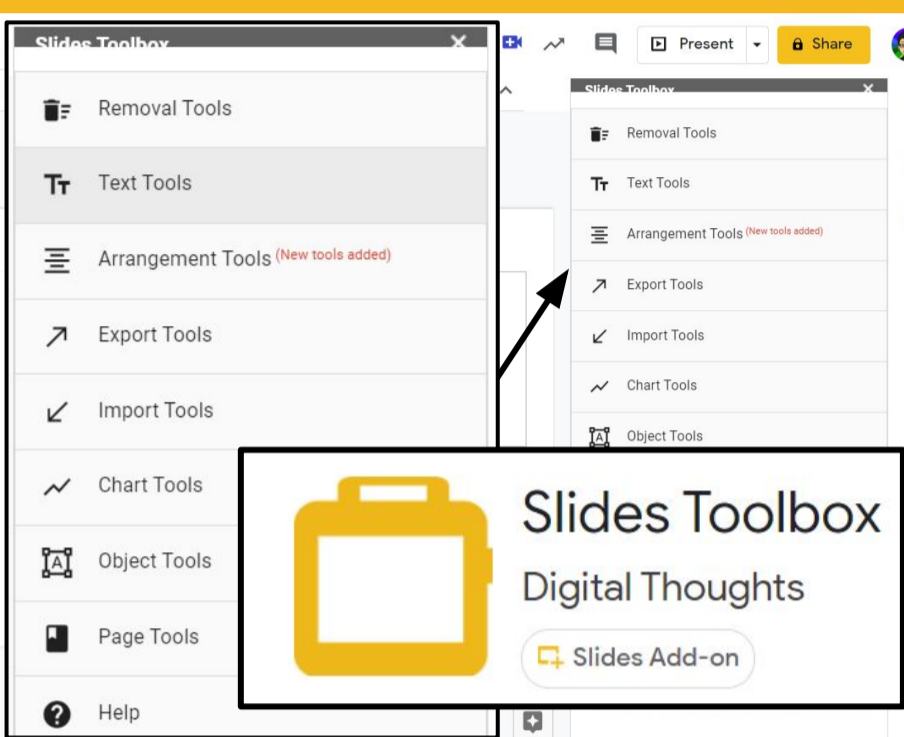 Slides Toolbox
Removal Tools
Text Tools
Arrangement Tools (New tools added)
Export Tools
Import Tools
Chart Tools
Object Tools
Page Tools
Help
Present
Share
Slides Toolbox
Removal Tools
Text Tools
Arrangement Tools (New tools added)
Export Tools
Import Tools
Chart Tools
Object Tools
Slides Toolbox
Digital Thoughts
Slides Add-on